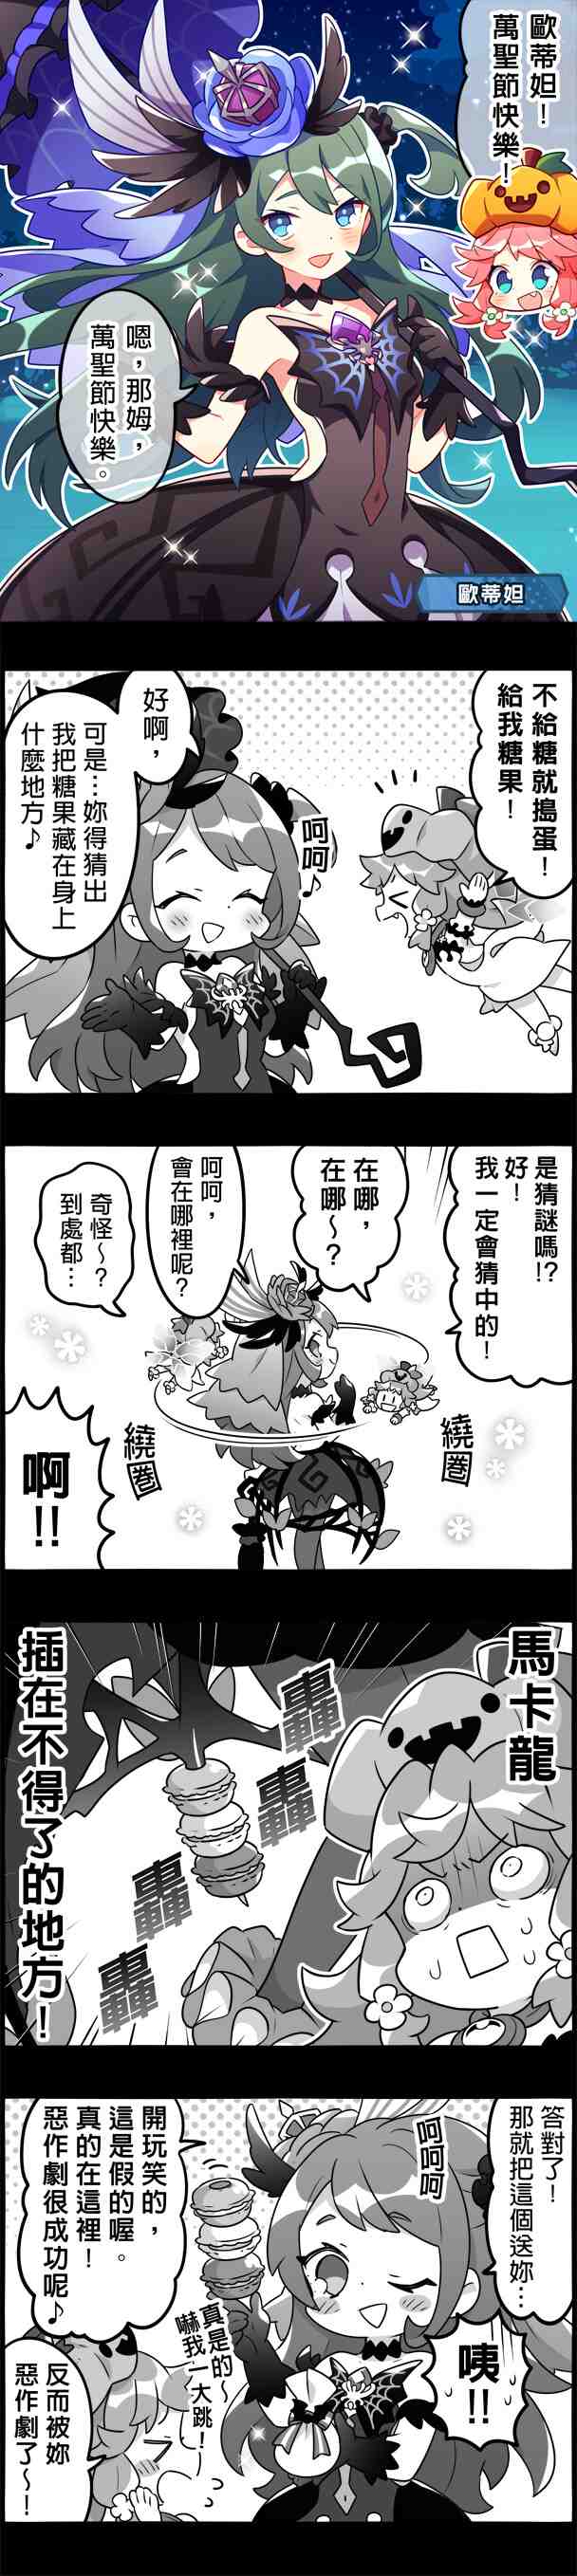 歐蒂妲！
萬聖節快樂！
嗯，那姆，
萬聖節快樂。
歐蒂妲
不給糖就搗蛋！
給我糖果！
呵呵♪
好啊，
可是…妳得猜出
我把糖果藏在身上
什麼地方♪
是猜謎嗎!?
好！
我一定會猜中的！
在哪，
在哪～？
呵呵，
會在哪裡呢？
奇怪～？
到處都…
繞圈
繞圈
啊!!
馬卡龍
轟
轟
轟
轟
插在不得了的地方！
答對了！
那就把這個送妳…
咦!!
呵呵呵
開玩笑的，
這是假的喔。
真的在這裡！
惡作劇很成功呢♪
真是的～
嚇我一大跳！
反而被妳
惡作劇了～！